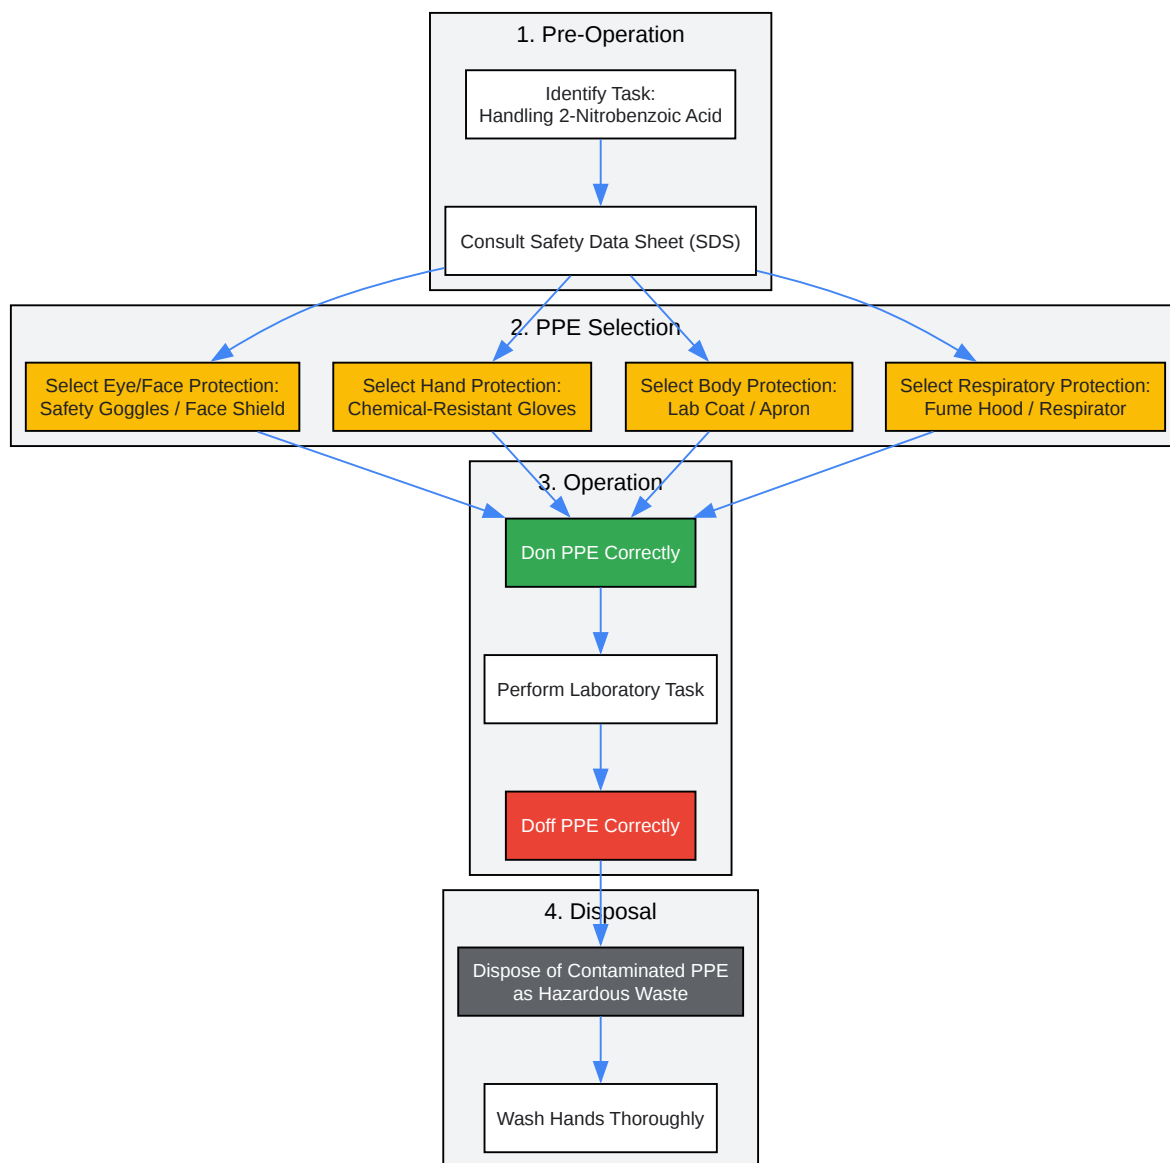 1. Pre-Operation
Identify Task:
Handling 2-Nitrobenzoic Acid
Consult Safety Data Sheet (SDS)
2. PPE Selection
Select Eye/Face Protection:
Safety Goggles / Face Shield
Select Hand Protection:
Chemical-Resistant Gloves
Select Body Protection:
Lab Coat / Apron
Select Respiratory Protection:
Fume Hood / Respirator
3. Operation
Don PPE Correctly
Perform Laboratory Task
Doff PPE Correctly
4. Disposal
Dispose of Contaminated PPE
as Hazardous Waste
Wash Hands Thoroughly